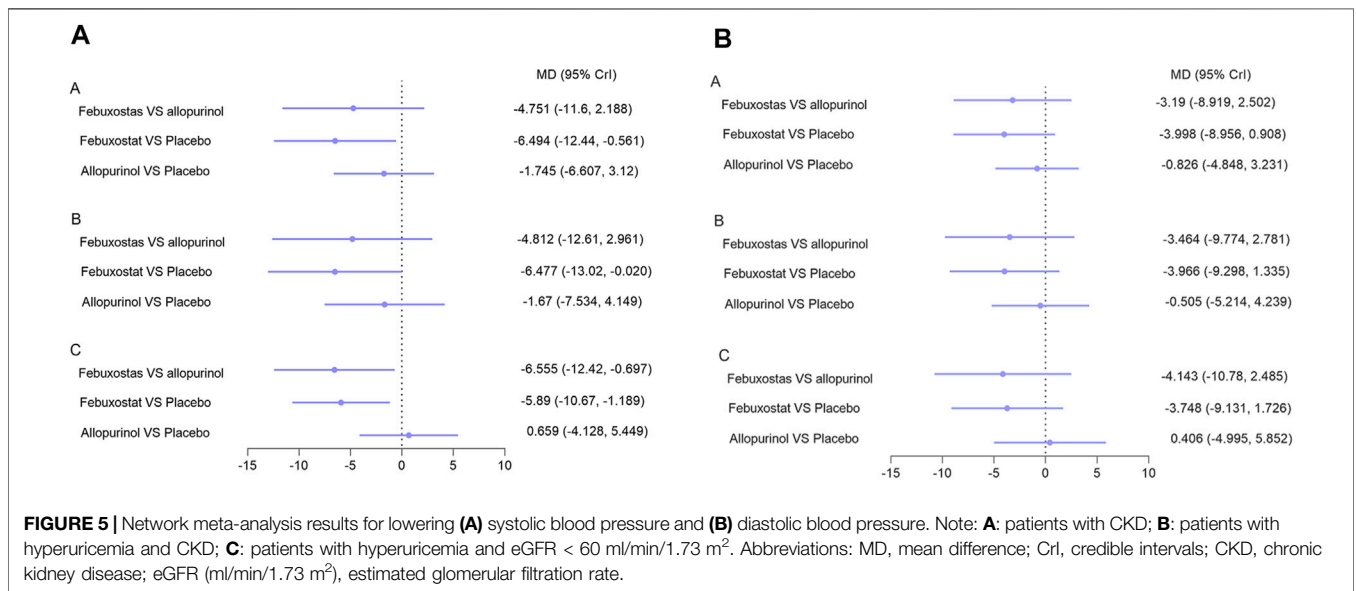 A
MD (95% CrI)
A
Febuxostas VS allopurinol -4.751 (-11.6, 2.188)
Febuxostat VS Placebo -6.494 (-12.44, -0.561)
Allopurinol VS Placebo -1.745 (-6.607, 3.12)
B
Febuxostas VS allopurinol -4.812 (-12.61, 2.961)
Febuxostat VS Placebo -6.477 (-13.02, -0.020)
Allopurinol VS Placebo -1.67 (-7.534, 4.149)
C
Febuxostas VS allopurinol -6.555 (-12.42, -0.697)
Febuxostat VS Placebo -5.89 (-10.67, -1.189)
Allopurinol VS Placebo 0.659 (-4.128, 5.449)
-15 -10 -5 0 5 10
B
MD (95% CrI)
A
Febuxostas VS allopurinol -3.19 (-8.919, 2.502)
Febuxostat VS Placebo -3.998 (-8.956, 0.908)
Allopurinol VS Placebo -0.826 (-4.848, 3.231)
B
Febuxostas VS allopurinol -3.464 (-9.774, 2.781)
Febuxostat VS Placebo -3.966 (-9.298, 1.335)
Allopurinol VS Placebo -0.505 (-5.214, 4.239)
C
Febuxostas VS allopurinol -4.143 (-10.78, 2.485)
Febuxostat VS Placebo -3.748 (-9.131, 1.726)
Allopurinol VS Placebo 0.406 (-4.995, 5.852)
-15 -10 -5 0 5 10
FIGURE 5 | Network meta-analysis results for lowering (A) systolic blood pressure and (B) diastolic blood pressure. Note: A: patients with CKD; B: patients with
hyperuricemia and CKD; C: patients with hyperuricemia and eGFR < 60 ml/min/1.73 m². Abbreviations: MD, mean difference; CrI, credible intervals; CKD, chronic
kidney disease; eGFR (ml/min/1.73 m²), estimated glomerular filtration rate.